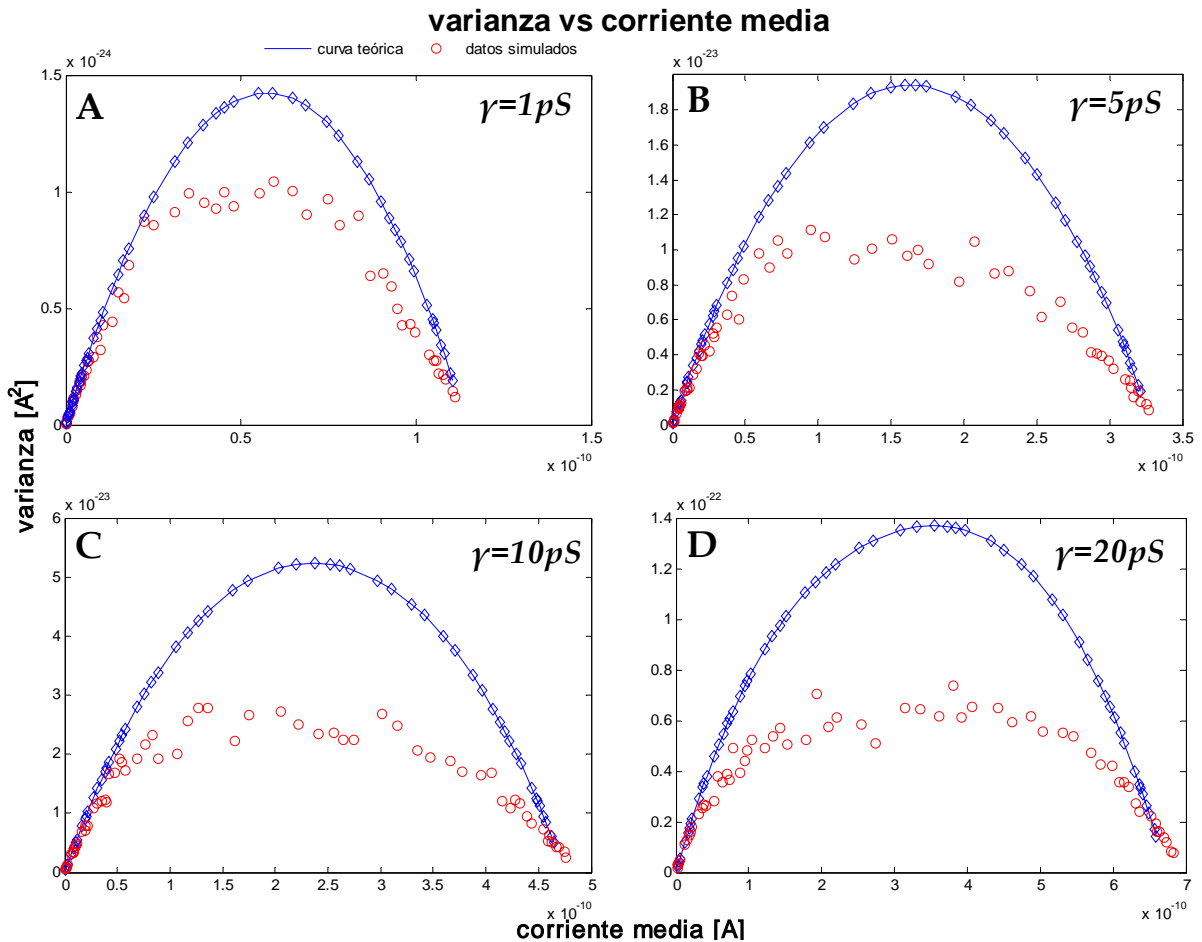 varianza vs corriente media
curva teórica
datos simulados
x 10-24
1.5
1
0.5
0
0
0.5
1
1.5
x 10-10
A
γ=1pS
x 10-23
2
1.8
1.6
1.4
1.2
1
0.8
0.6
0.4
0.2
0
0
0.5
1
1.5
2
2.5
3
3.5
x 10-10
B
γ=5pS
varianza [A2]
x 10-23
6
5
4
3
2
1
0
0
0.5
1
1.5
2
2.5
3
3.5
4
4.5
5
x 10-10
C
γ=10pS
x 10-22
1.4
1.2
1
0.8
0.6
0.4
0.2
0
0
1
2
3
4
5
6
7
x 10-10
D
γ=20pS
corriente media [A]